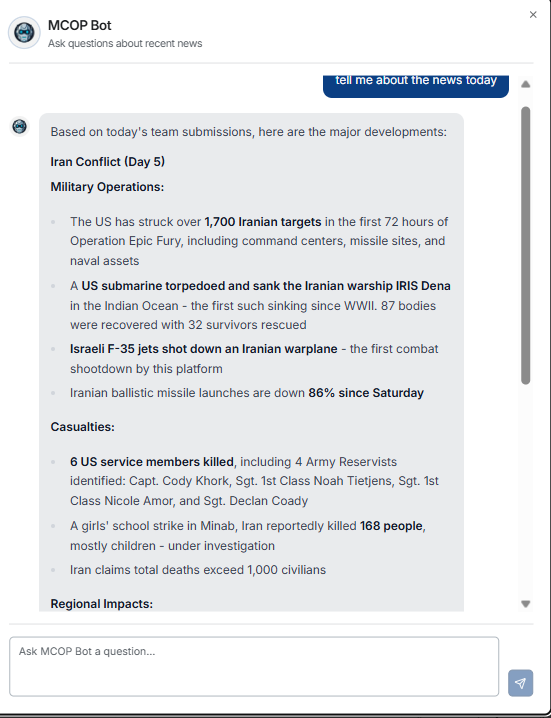 MCOP Bot
Ask questions about recent news
tell me about the news today
Based on today's team submissions, here are the major developments:
Iran Conflict (Day 5)
Military Operations:
The US has struck over 1,700 Iranian targets in the first 72 hours of
Operation Epic Fury, including command centers, missile sites, and
naval assets
A US submarine torpedoed and sank the Iranian warship IRIS Dena
in the Indian Ocean - the first such sinking since WWII. 87 bodies
were recovered with 32 survivors rescued
Israeli F-35 jets shot down an Iranian warplane - the first combat
shootdown by this platform
Iranian ballistic missile launches are down 86% since Saturday
Casualties:
6 US service members killed, including 4 Army Reservists
identified: Capt. Cody Khork, Sgt. 1st Class Noah Tietjens, Sgt. 1st
Class Nicole Amor, and Sgt. Declan Coady
A girls' school strike in Minab, Iran reportedly killed 168 people,
mostly children - under investigation
Iran claims total deaths exceed 1,000 civilians
Regional Impacts:
Ask MCOP Bot a question...